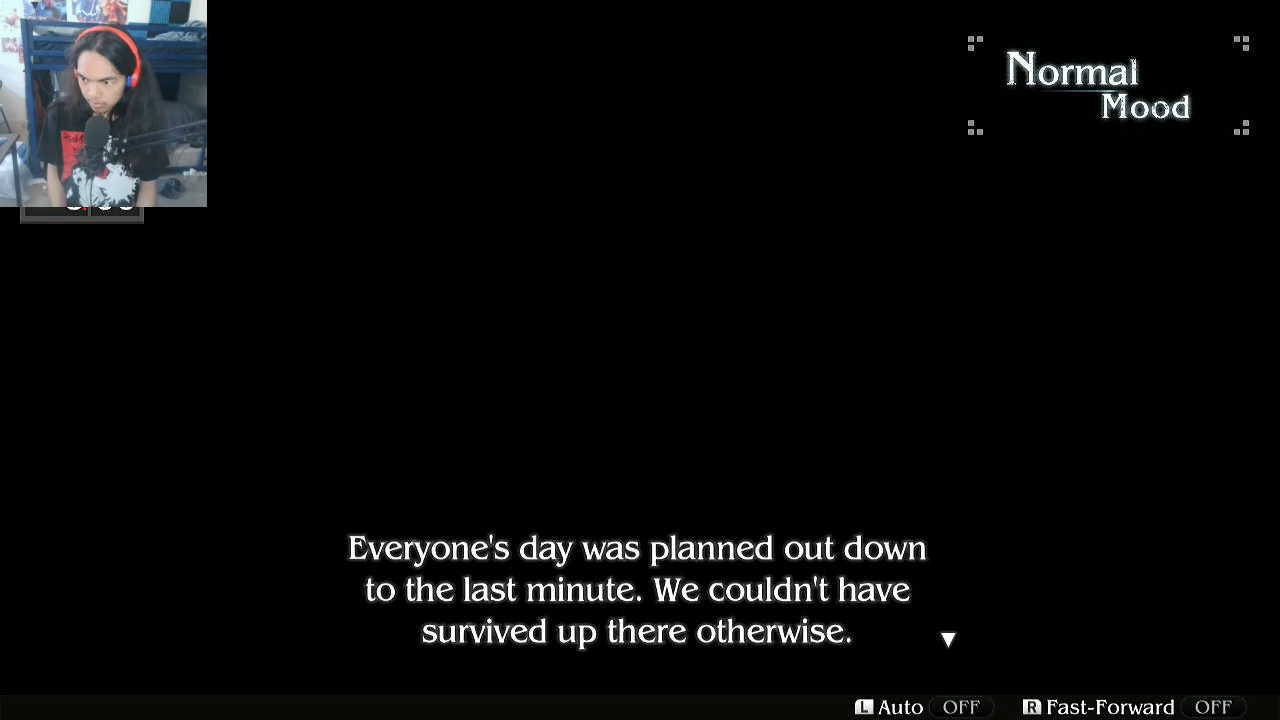 Normal
Mood
Everyone's day was planned out down
to the last minute. We couldn't have
survived up there otherwise.
L Auto OFF R Fast-Forward OFF